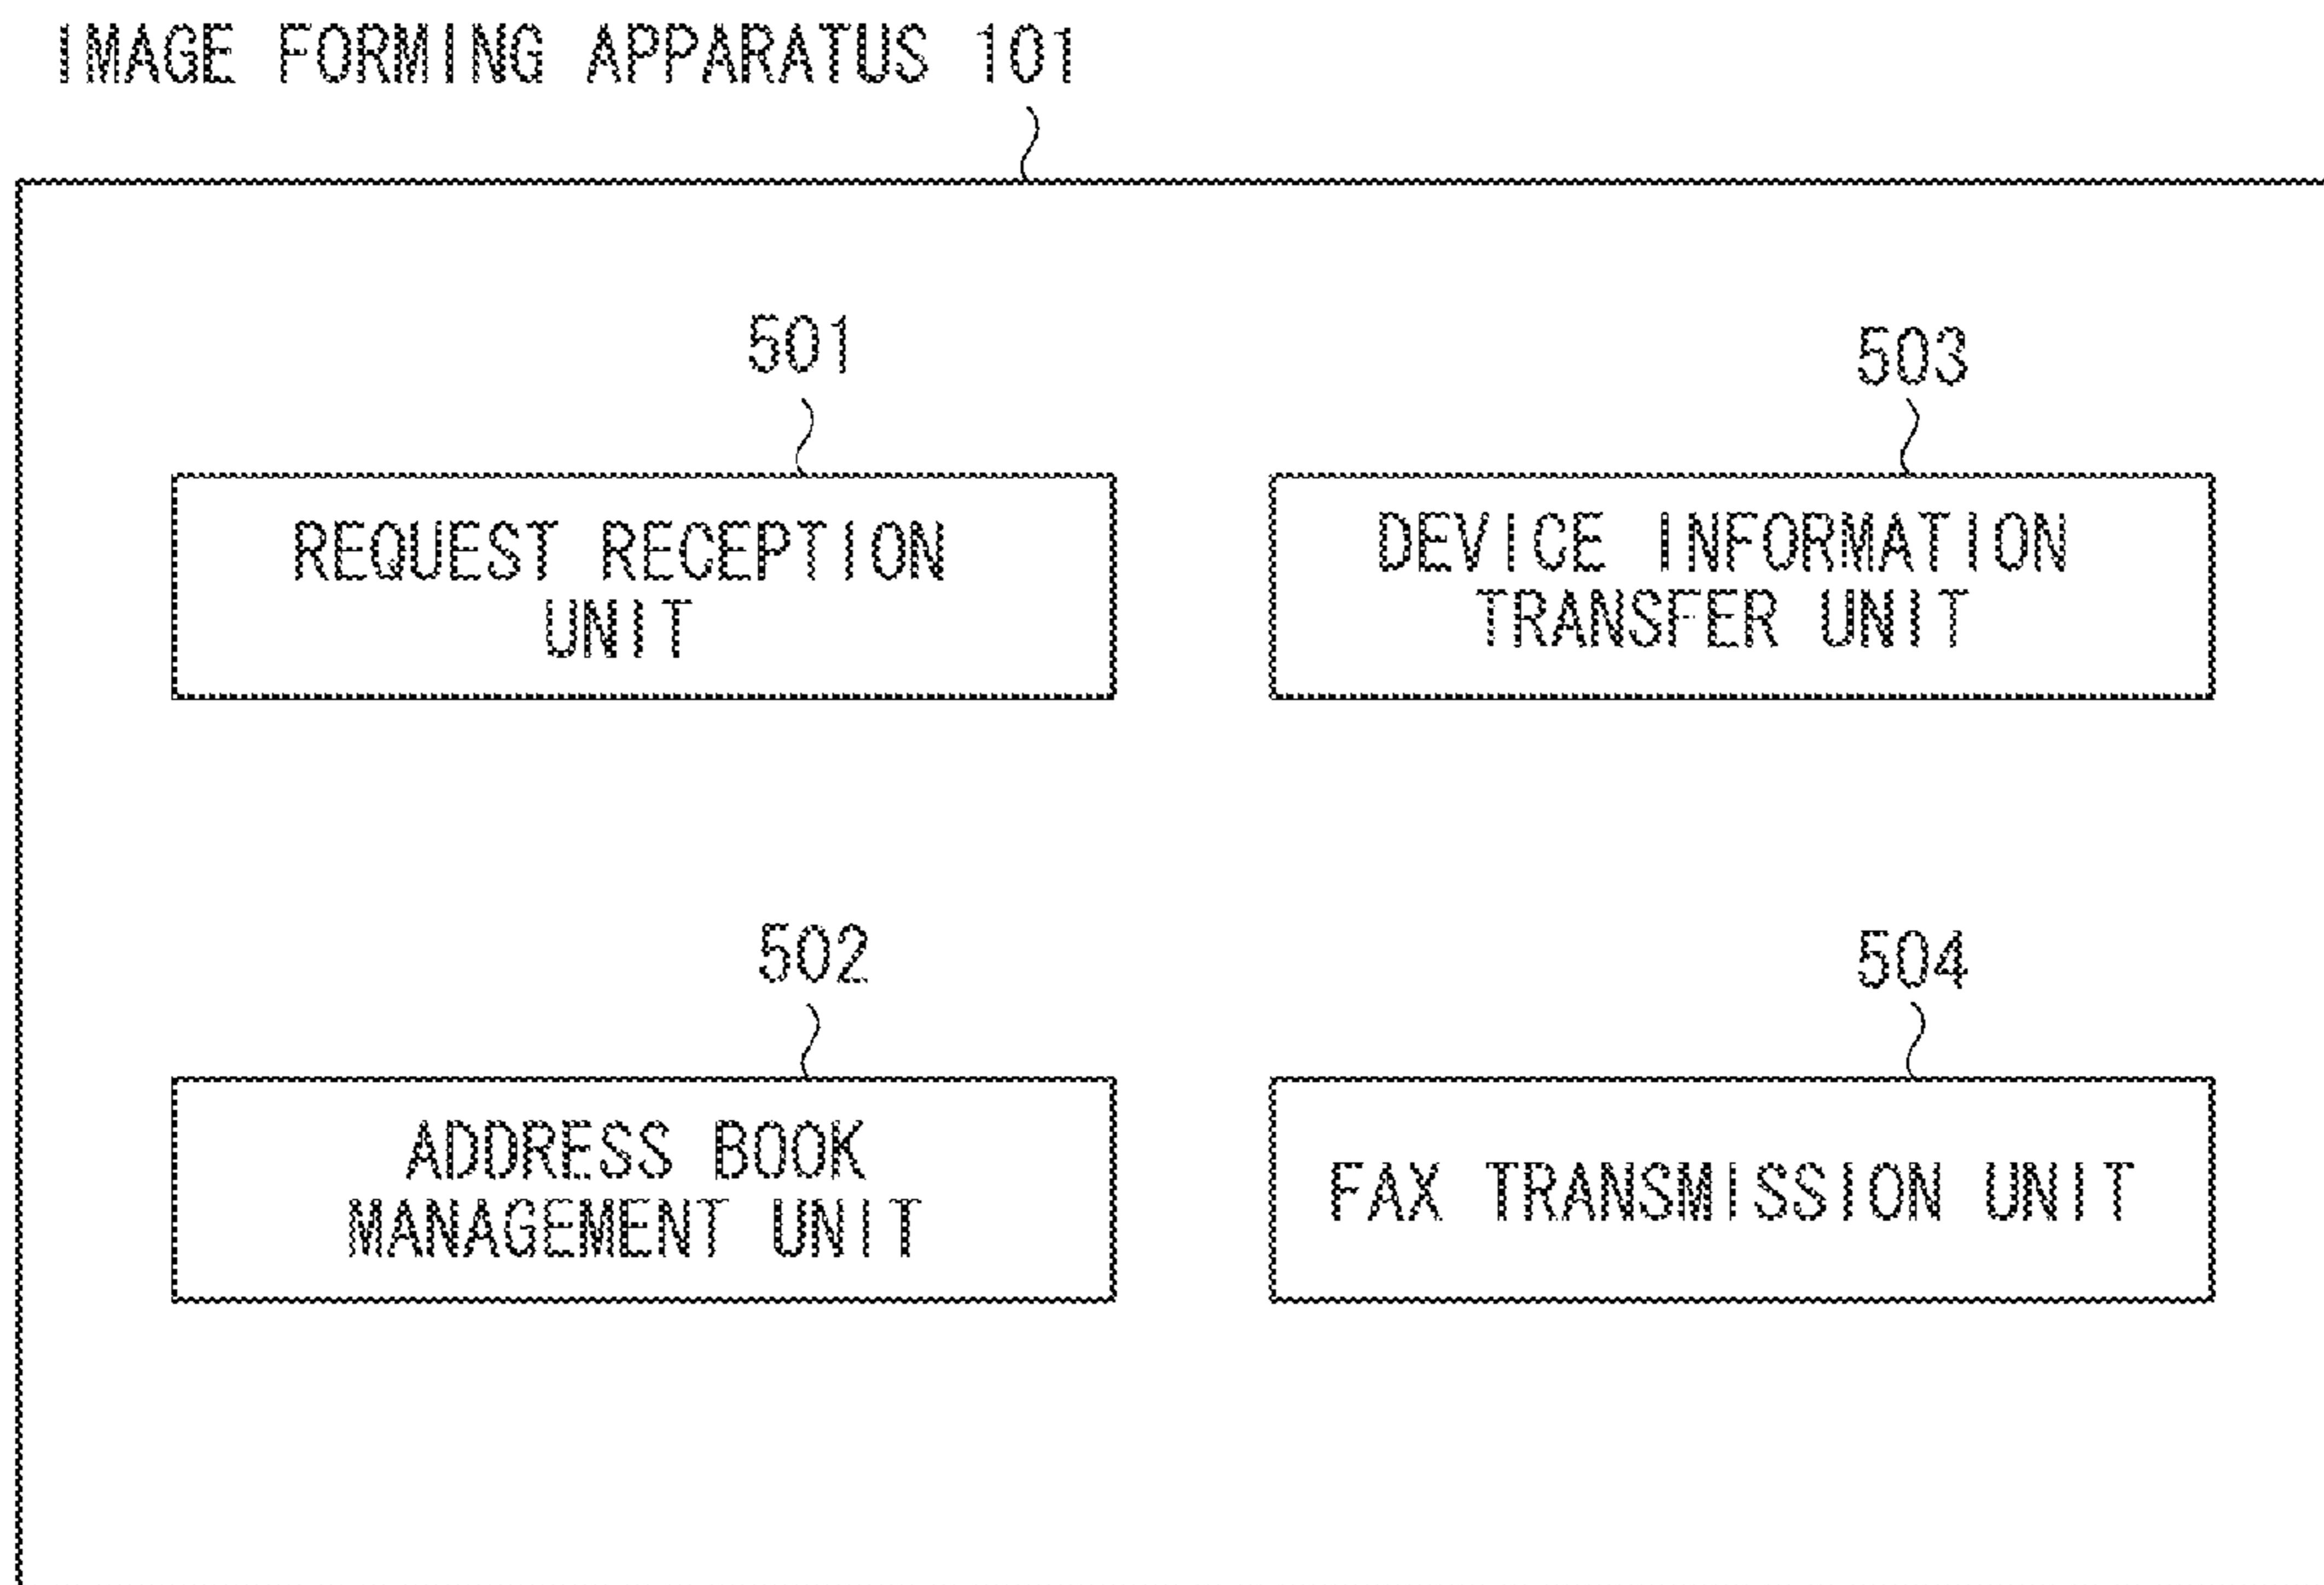 IMAGE FORMING APPARATUS 101
501
REQUEST RECEPTION
UNIT
503
DEVICE INFORMATION
TRANSFER UNIT
502
ADDRESS BOOK
MANAGEMENT UNIT
504
FAX TRANSMISSION UNIT